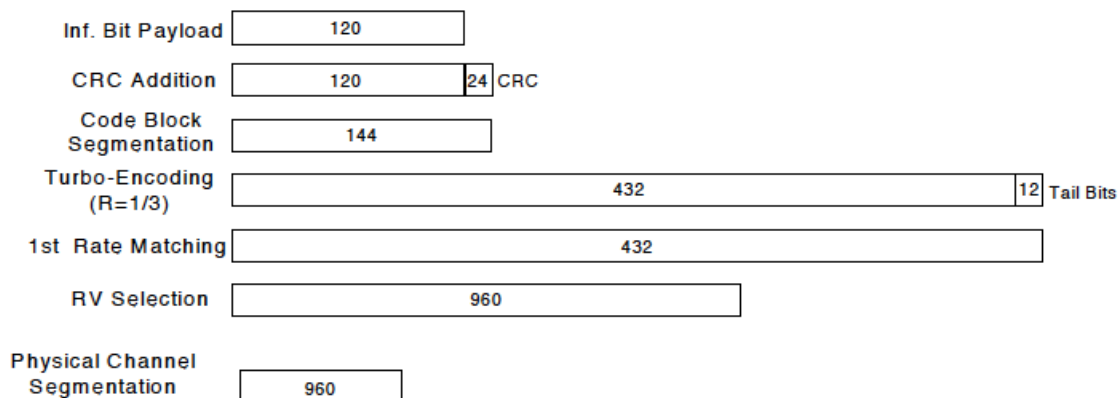 Inf. Bit Payload 120
CRC Addition 120 24 CRC
Code Block
Segmentation 144
Turbo-Encoding
(R=1/3) 432 12 Tail Bits
1st Rate Matching 432
RV Selection 960
Physical Channel
Segmentation 960